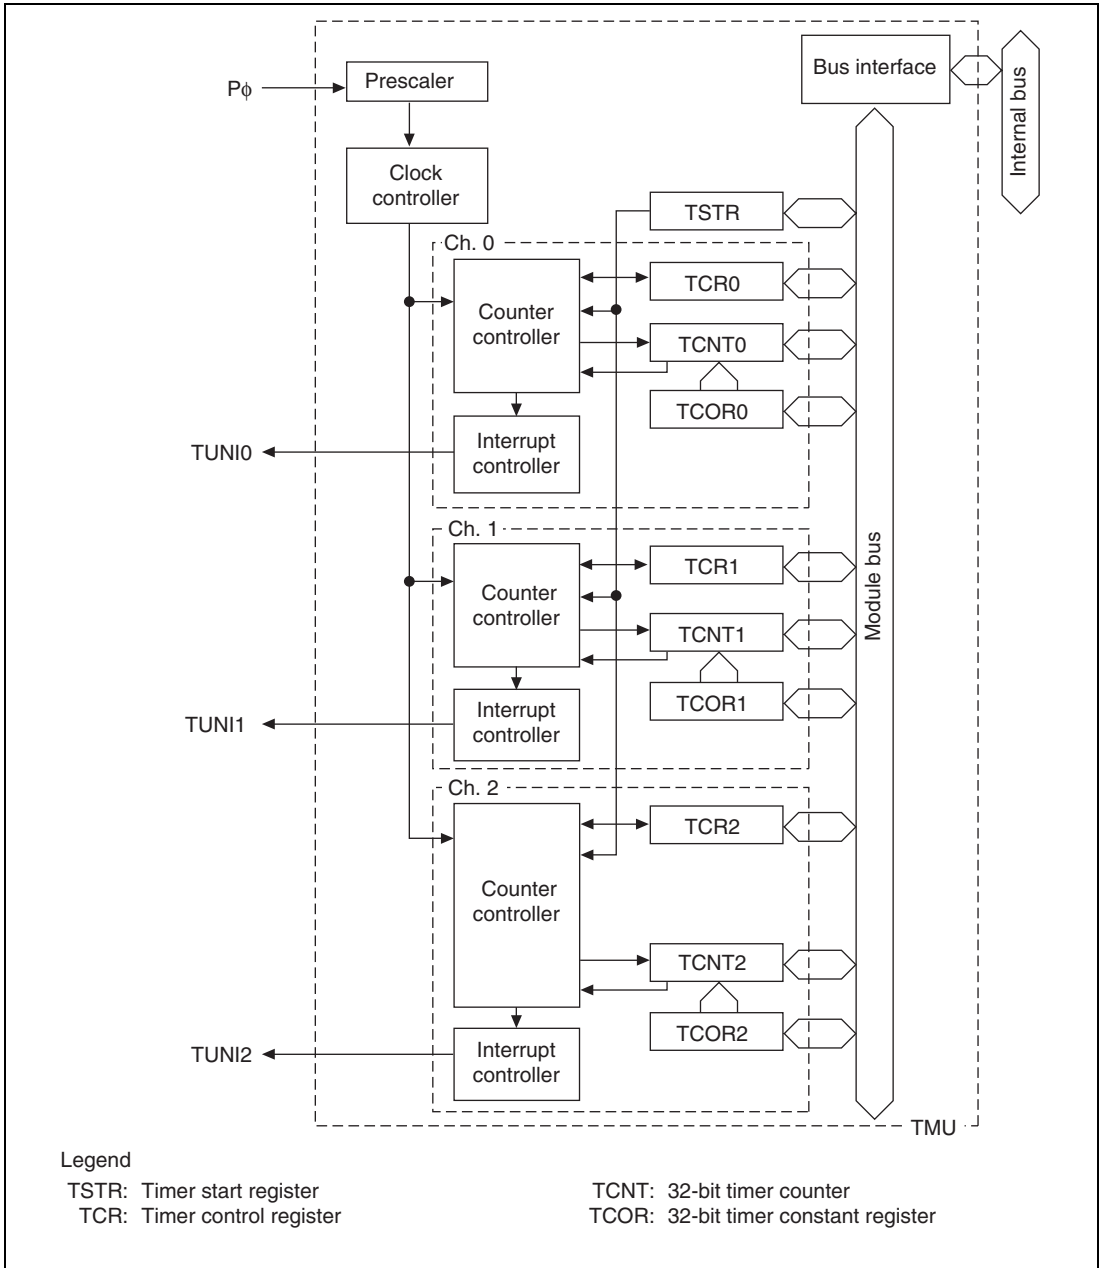 Pϕ
Prescaler
Bus interface
Internal bus
Clock
controller
TSTR
Ch. 0
Counter
controller
TCR0
TCNT0
TCOR0
Interrupt
controller
TUNI0
Ch. 1
Counter
controller
TCR1
TCNT1
TCOR1
Interrupt
controller
TUNI1
Module bus
Ch. 2
Counter
controller
TCR2
TCNT2
TCOR2
Interrupt
controller
TUNI2
TMU
Legend
TSTR: Timer start register
TCR: Timer control register
TCNT: 32-bit timer counter
TCOR: 32-bit timer constant register